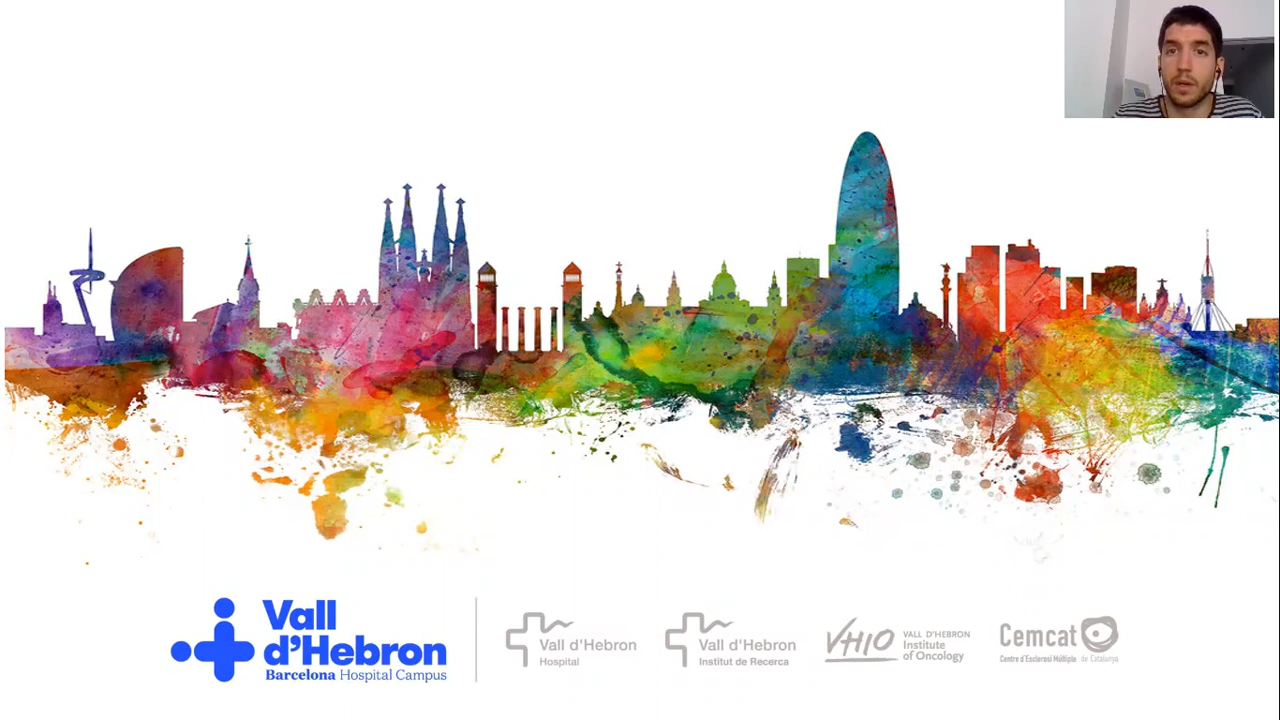 Vall
d'Hebron
Barcelona Hospital Campus
Vall d'Hebron
Hospital
Vall d'Hebron
Institut de Recerca
VHIO
VALL D'HEBRON
Institute
of Oncology
Cemcat
Centre d'Esclerosi Múltiple de Catalunya